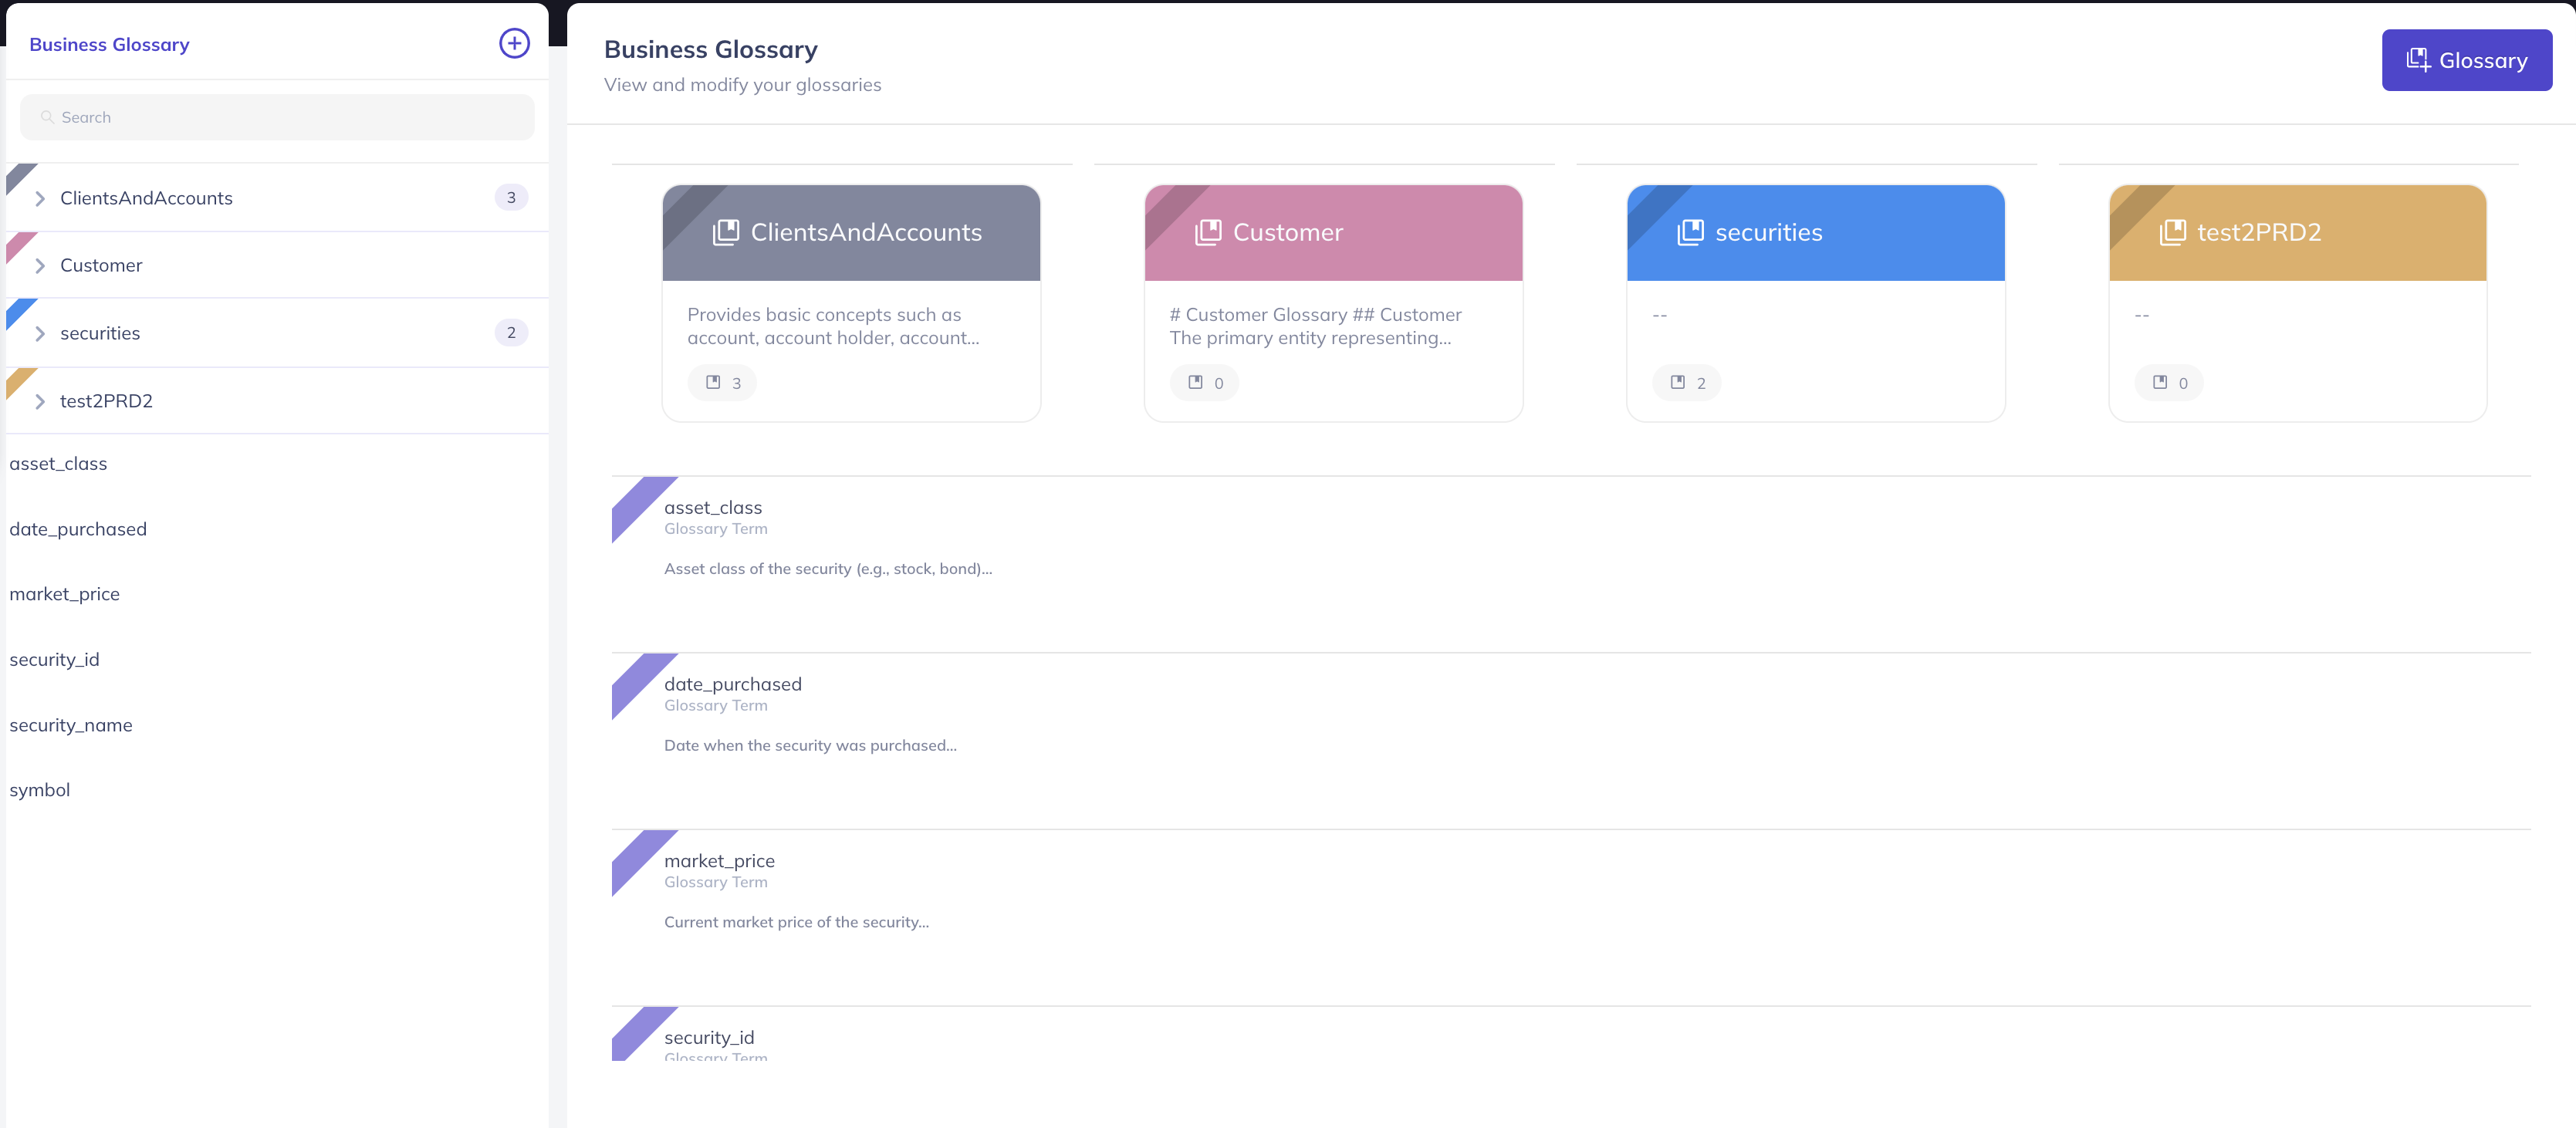 Business Glossary
Search
ClientsAndAccounts 3
Customer
securities 2
test2PRD2
asset_class
date_purchased
market_price
security_id
security_name
symbol
Business Glossary
View and modify your glossaries
Glossary
ClientsAndAccounts
Provides basic concepts such as
account, account holder, account...
3
Customer
# Customer Glossary ## Customer
The primary entity representing...
0
securities
--
2
test2PRD2
--
0
asset_class
Glossary Term
Asset class of the security (e.g., stock, bond)...
date_purchased
Glossary Term
Date when the security was purchased...
market_price
Glossary Term
Current market price of the security...
security_id
Glossary Term